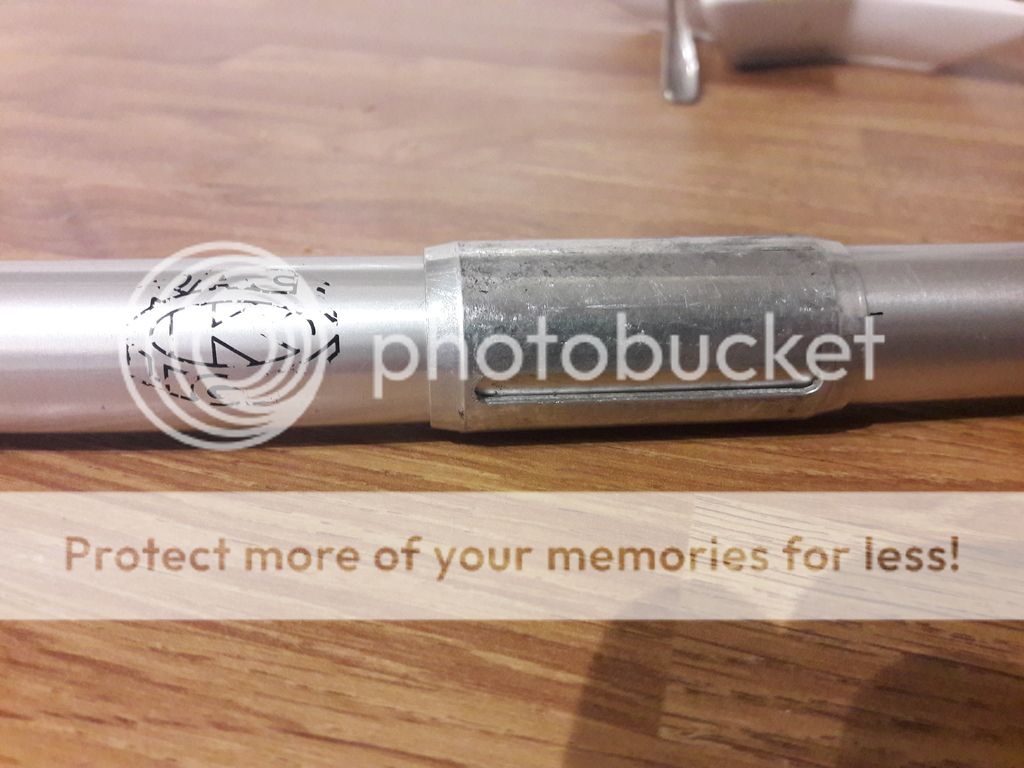 photobucket
Protect more of your memories for less!